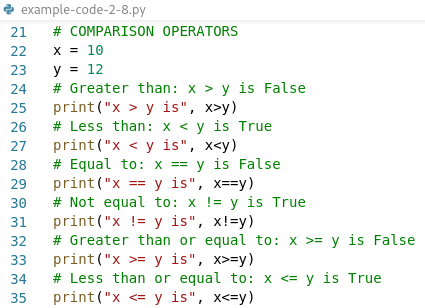 example-code-2-8.py
21 # COMPARISON OPERATORS
22 x = 10
23 y = 12
24 # Greater than: x > y is False
25 print("x > y is", x>y)
26 # Less than: x < y is True
27 print("x < y is", x<y)
28 # Equal to: x == y is False
29 print("x == y is", x==y)
30 # Not equal to: x != y is True
31 print("x != y is", x!=y)
32 # Greater than or equal to: x >= y is False
33 print("x >= y is", x>=y)
34 # Less than or equal to: x <= y is True
35 print("x <= y is", x<=y)